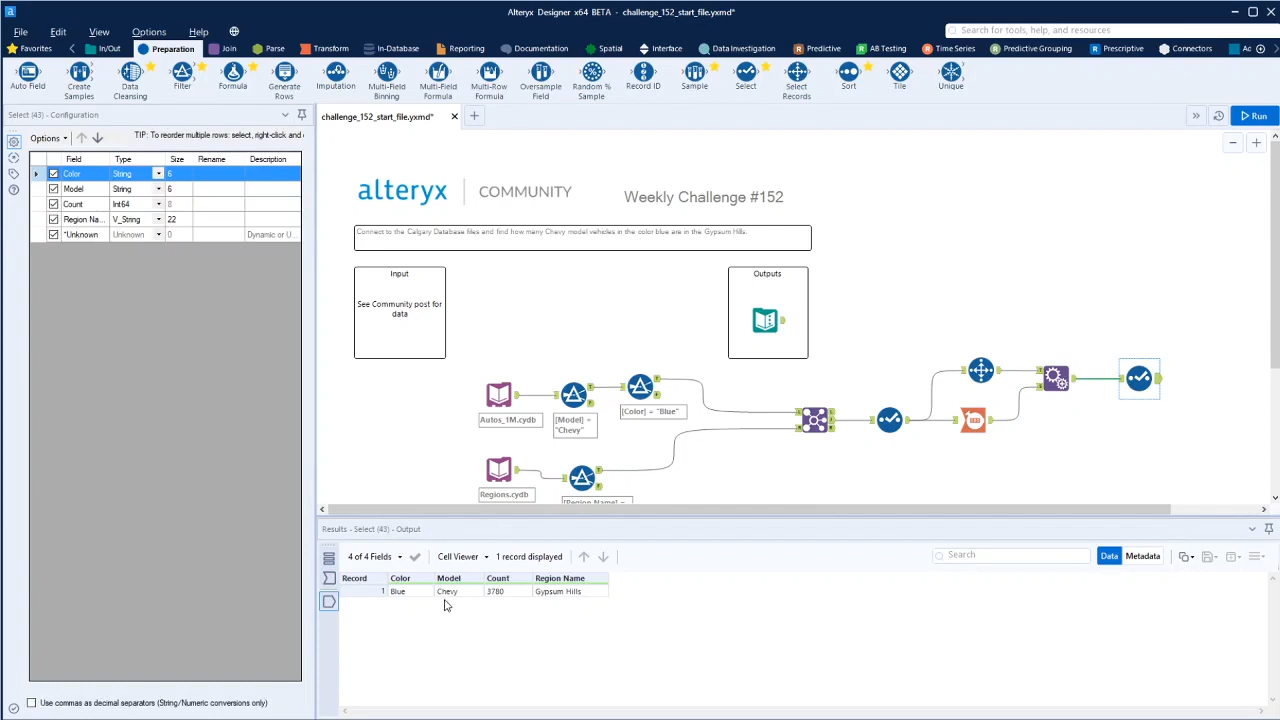 Alteryx Designer x64 BETA - challenge_152_start_file.yxmd*
File Edit View Options Help
Search for tools, help, and resources
Favorites In/Out Preparation Join Parse Transform In-Database Reporting Documentation Spatial Interface Data Investigation Predictive AB Testing Time Series Predictive Grouping Prescriptive Connectors
Auto Field
Create Samples
Data Cleansing
Filter
Formula
Generate Rows
Imputation
Multi-Field Binning
Multi-Field Formula
Multi-Row Formula
Oversample Field
Random % Sample
Record ID
Sample
Select
Select Records
Sort
Tile
Unique
Select (43) - Configuration
challenge_152_start_file.yxmd*
Run
Options
TIP: To reorder multiple rows: select, right-click and
Field Type Size Rename Description
Color String 6
Model String 6
Count Int64 8
Region Na... V_String 22
*Unknown Unknown 0 Dynamic or U...
Use commas as decimal separators (String/Numeric conversions only)
alteryx COMMUNITY Weekly Challenge #152
Connect to the Calgary Database files and find how many Chevy model vehicles in the color blue are in the Gypsum Hills.
Input
See Community post for
data
Outputs
Autos_1M.cydb
[Model] =
"Chevy"
[Color] = "Blue"
Regions.cydb
[Region Name] =
Results - Select (43) - Output
4 of 4 Fields Cell Viewer 1 record displayed Search Data Metadata
Record Color Model Count Region Name
1 Blue Chevy 3780 Gypsum Hills